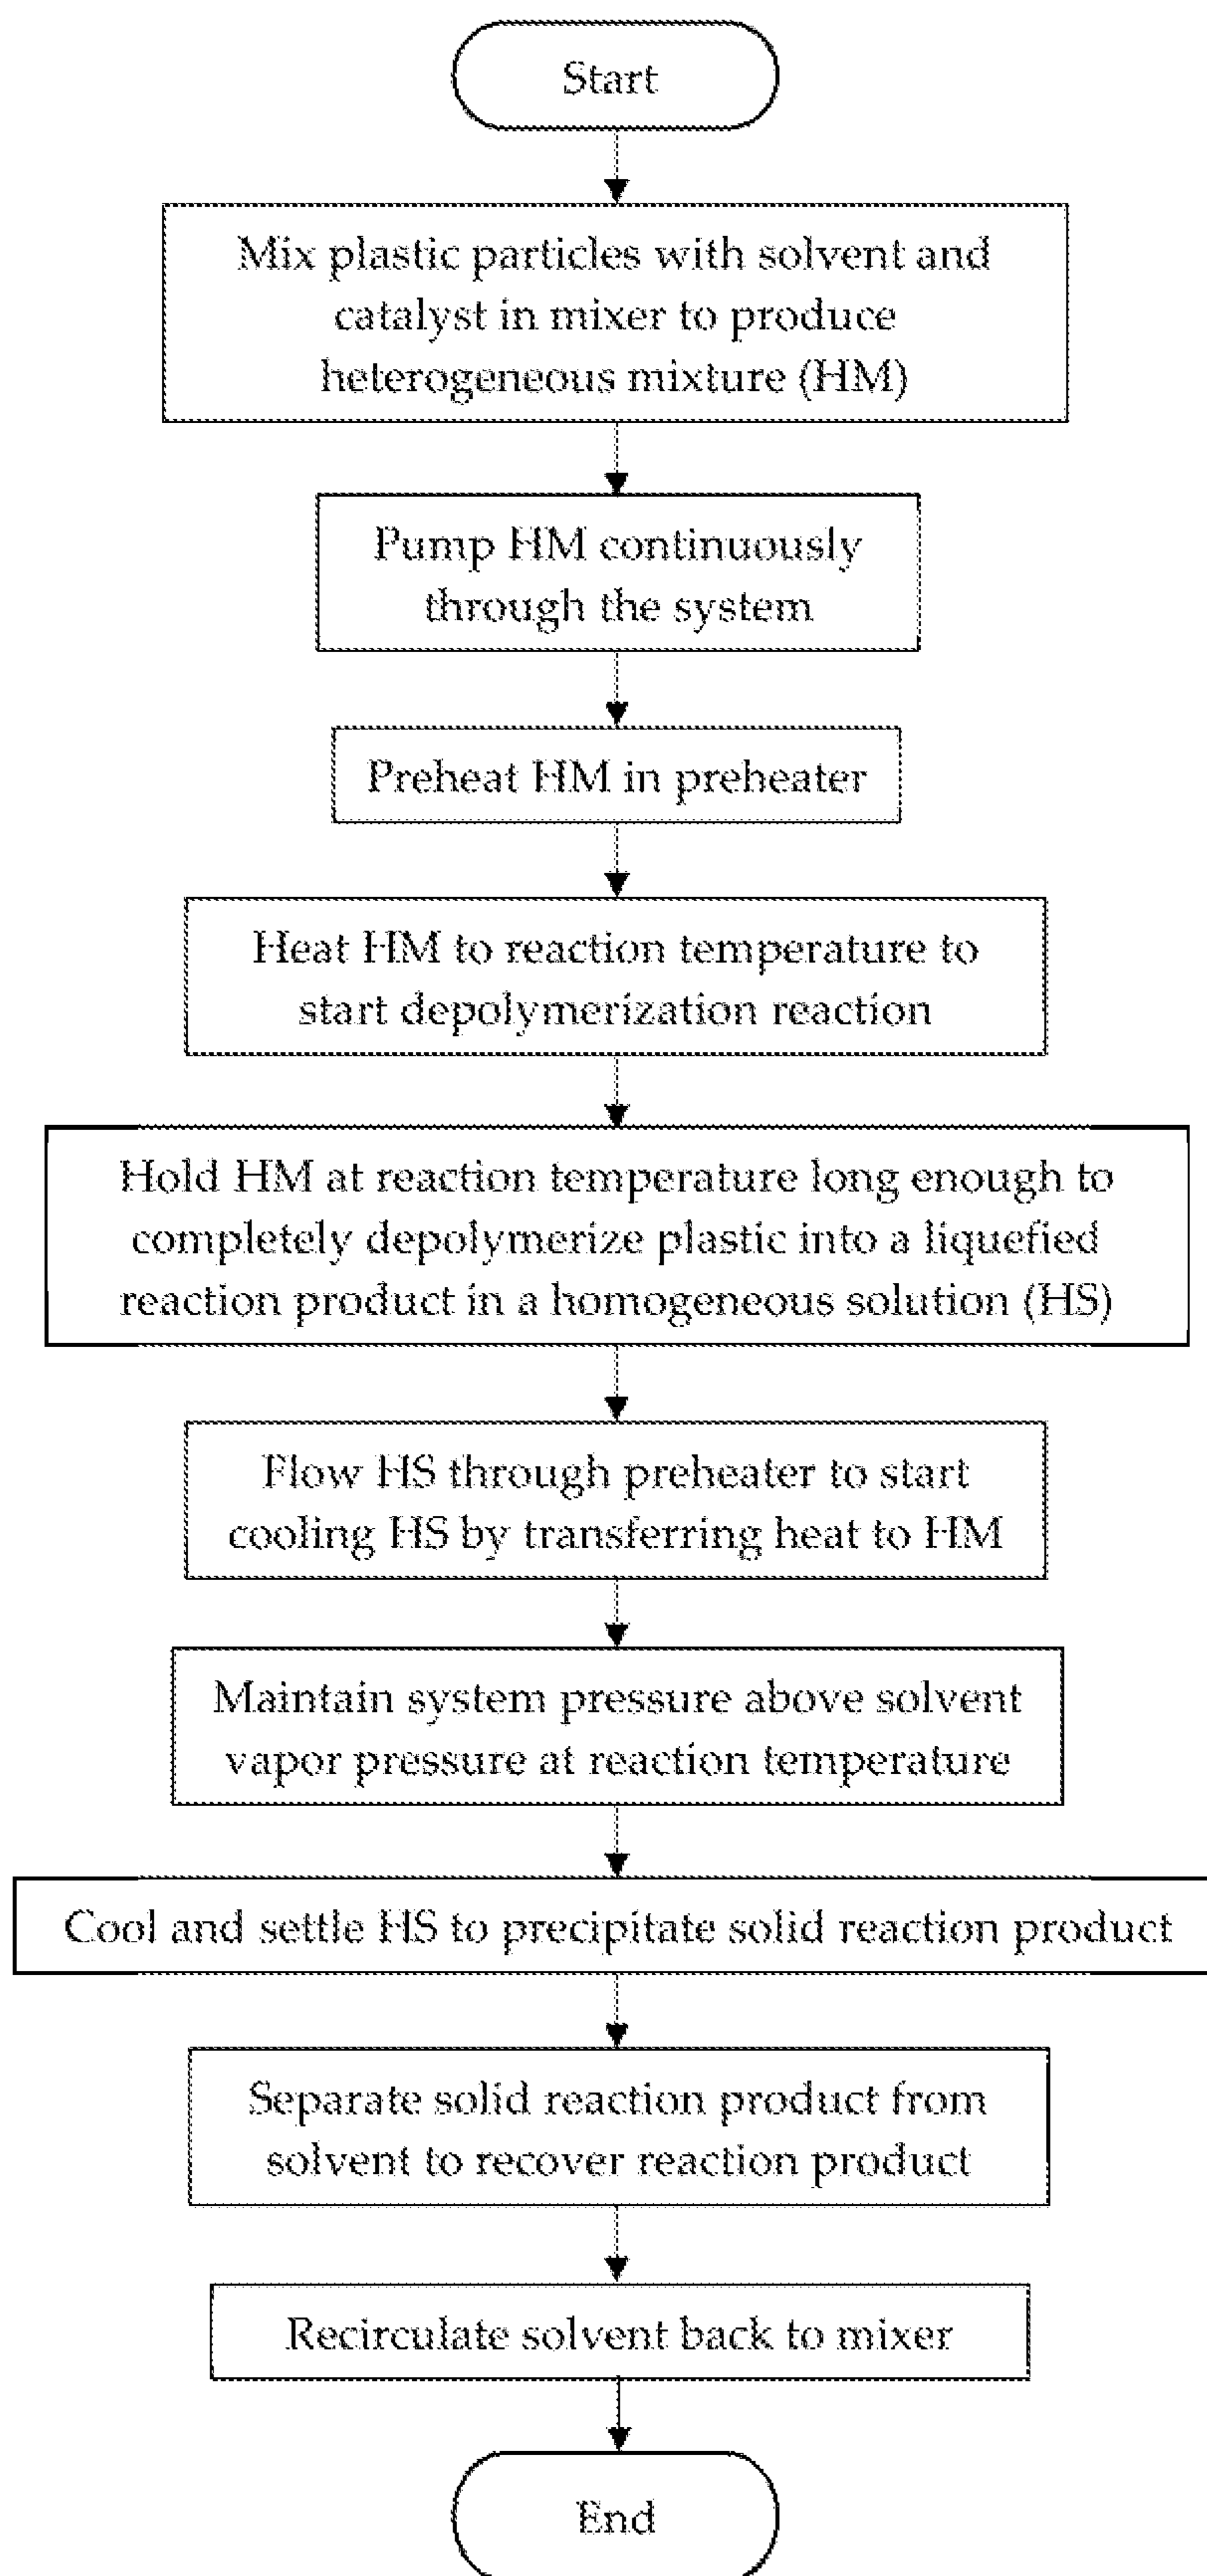 Start
Mix plastic particles with solvent and
catalyst in mixer to produce
heterogeneous mixture (HM)
Pump HM continuously
through the system
Preheat HM in preheater
Heat HM to reaction temperature to
start depolymerization reaction
Hold HM at reaction temperature long enough to
completely depolymerize plastic into a liquefied
reaction product in a homogeneous solution (HS)
Flow HS through preheater to start
cooling HS by transferring heat to HM
Maintain system pressure above solvent
vapor pressure at reaction temperature
Cool and settle HS to precipitate solid reaction product
Separate solid reaction product from
solvent to recover reaction product
Recirculate solvent back to mixer
End